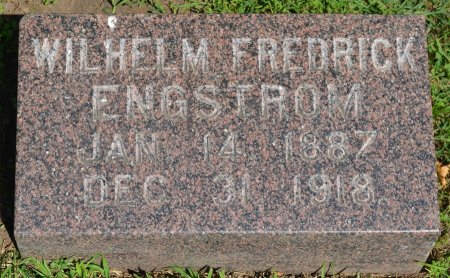 WILHELM FREDRICK
ENGSTROM
JAN. 14, 1887
DEC. 31, 1918.